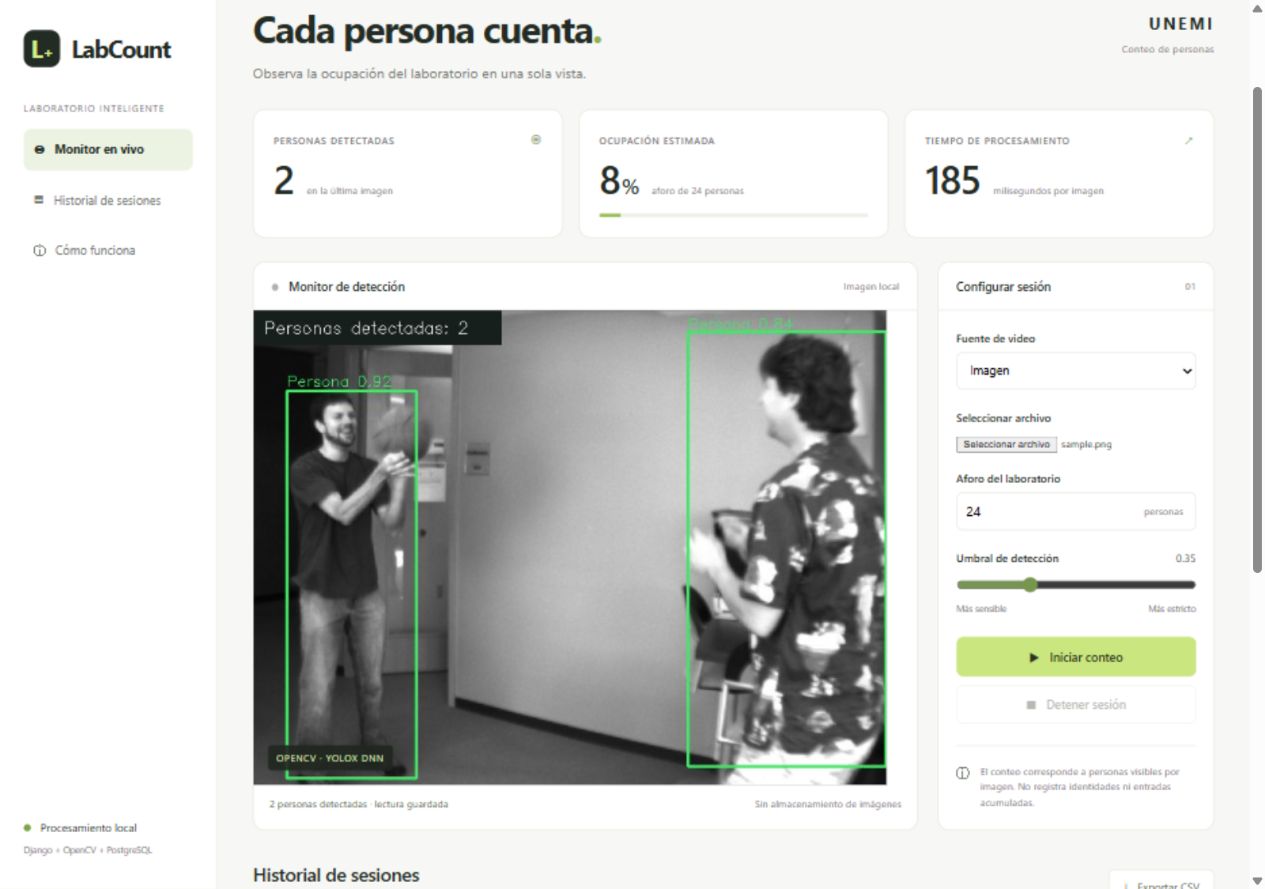 L+ LabCount
LABORATORIO INTELIGENTE
Monitor en vivo
Historial de sesiones
Cómo funciona
Procesamiento local
Django + OpenCV + PostgreSQL
Cada persona cuenta.
Observa la ocupación del laboratorio en una sola vista.
UNEMI
Conteo de personas
PERSONAS DETECTADAS
2 en la última imagen
OCUPACIÓN ESTIMADA
8% aforo de 24 personas
TIEMPO DE PROCESAMIENTO
185 milisegundos por imagen
Monitor de detección
Imagen local
Personas detectadas: 2
Persona 0.84
Persona 0.92
OPENCV · YOLOX DNN
2 personas detectadas · lectura guardada
Sin almacenamiento de imágenes
Configurar sesión
01
Fuente de video
Imagen
Seleccionar archivo
Seleccionar archivo sample.png
Aforo del laboratorio
24 personas
Umbral de detección 0.35
Más sensible
Más estricto
Iniciar conteo
Detener sesión
El conteo corresponde a personas visibles por
imagen. No registra identidades ni entradas
acumuladas.
Historial de sesiones
Exportar CSV